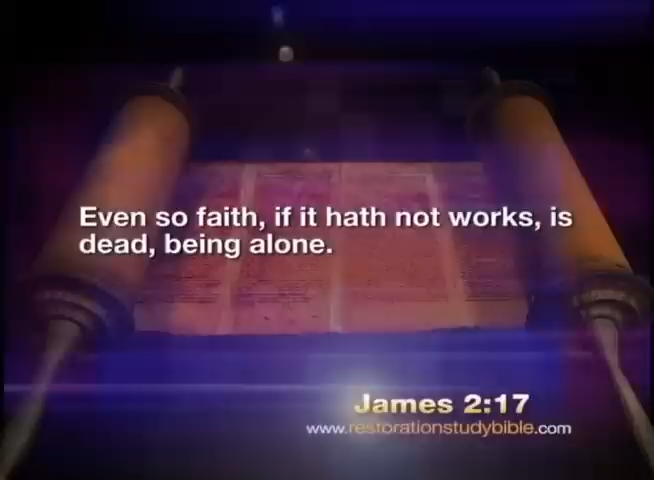 Even so faith, if it hath not works, is
dead, being alone.
James 2:17
www.restorationstudybible.com